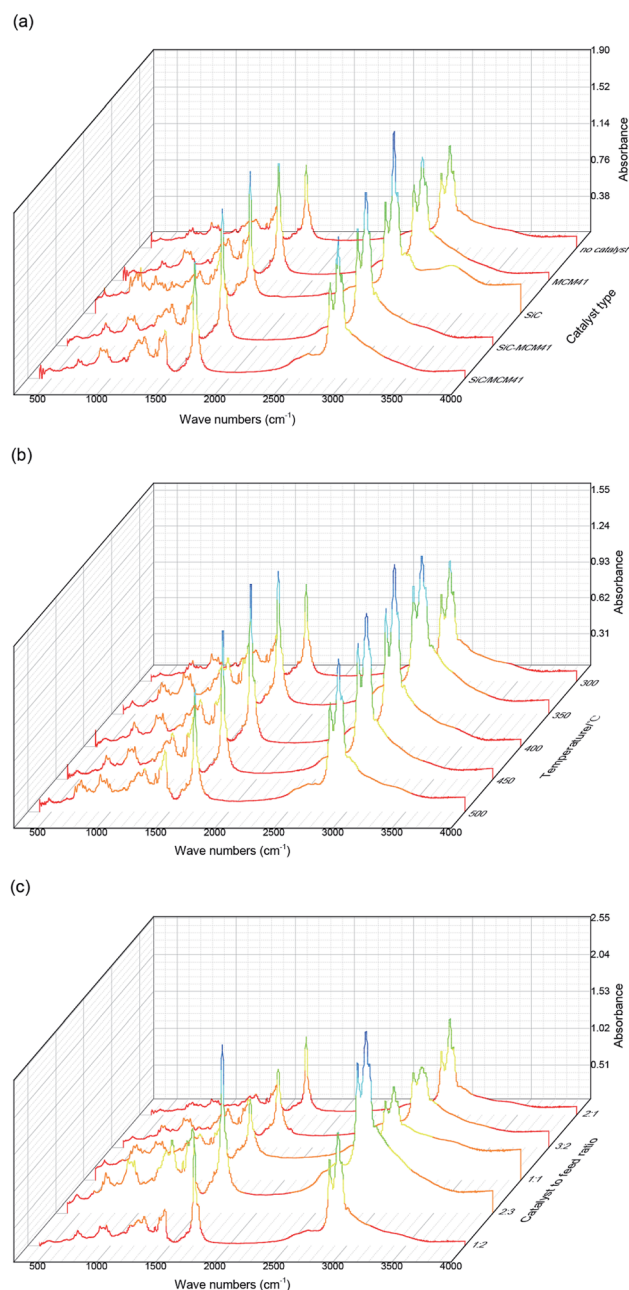 (a)
1.90
1.52
1.14
0.76
0.38
Absorbance
no catalyst
MCM41
SiC
SiC-MCM41
SiC/MCM41
Catalyst type
500
1000
1500
2000
2500
3000
3500
4000
Wave numbers (cm⁻¹)
(b)
1.55
1.24
0.93
0.62
0.31
Absorbance
300
350
400
450
500
Temperature/℃
500
1000
1500
2000
2500
3000
3500
4000
Wave numbers (cm⁻¹)
(c)
2.55
2.04
1.53
1.02
0.51
Absorbance
2:1
3:2
1:1
2:3
1:2
Catalyst to feed ratio
500
1000
1500
2000
2500
3000
3500
4000
Wave numbers (cm⁻¹)